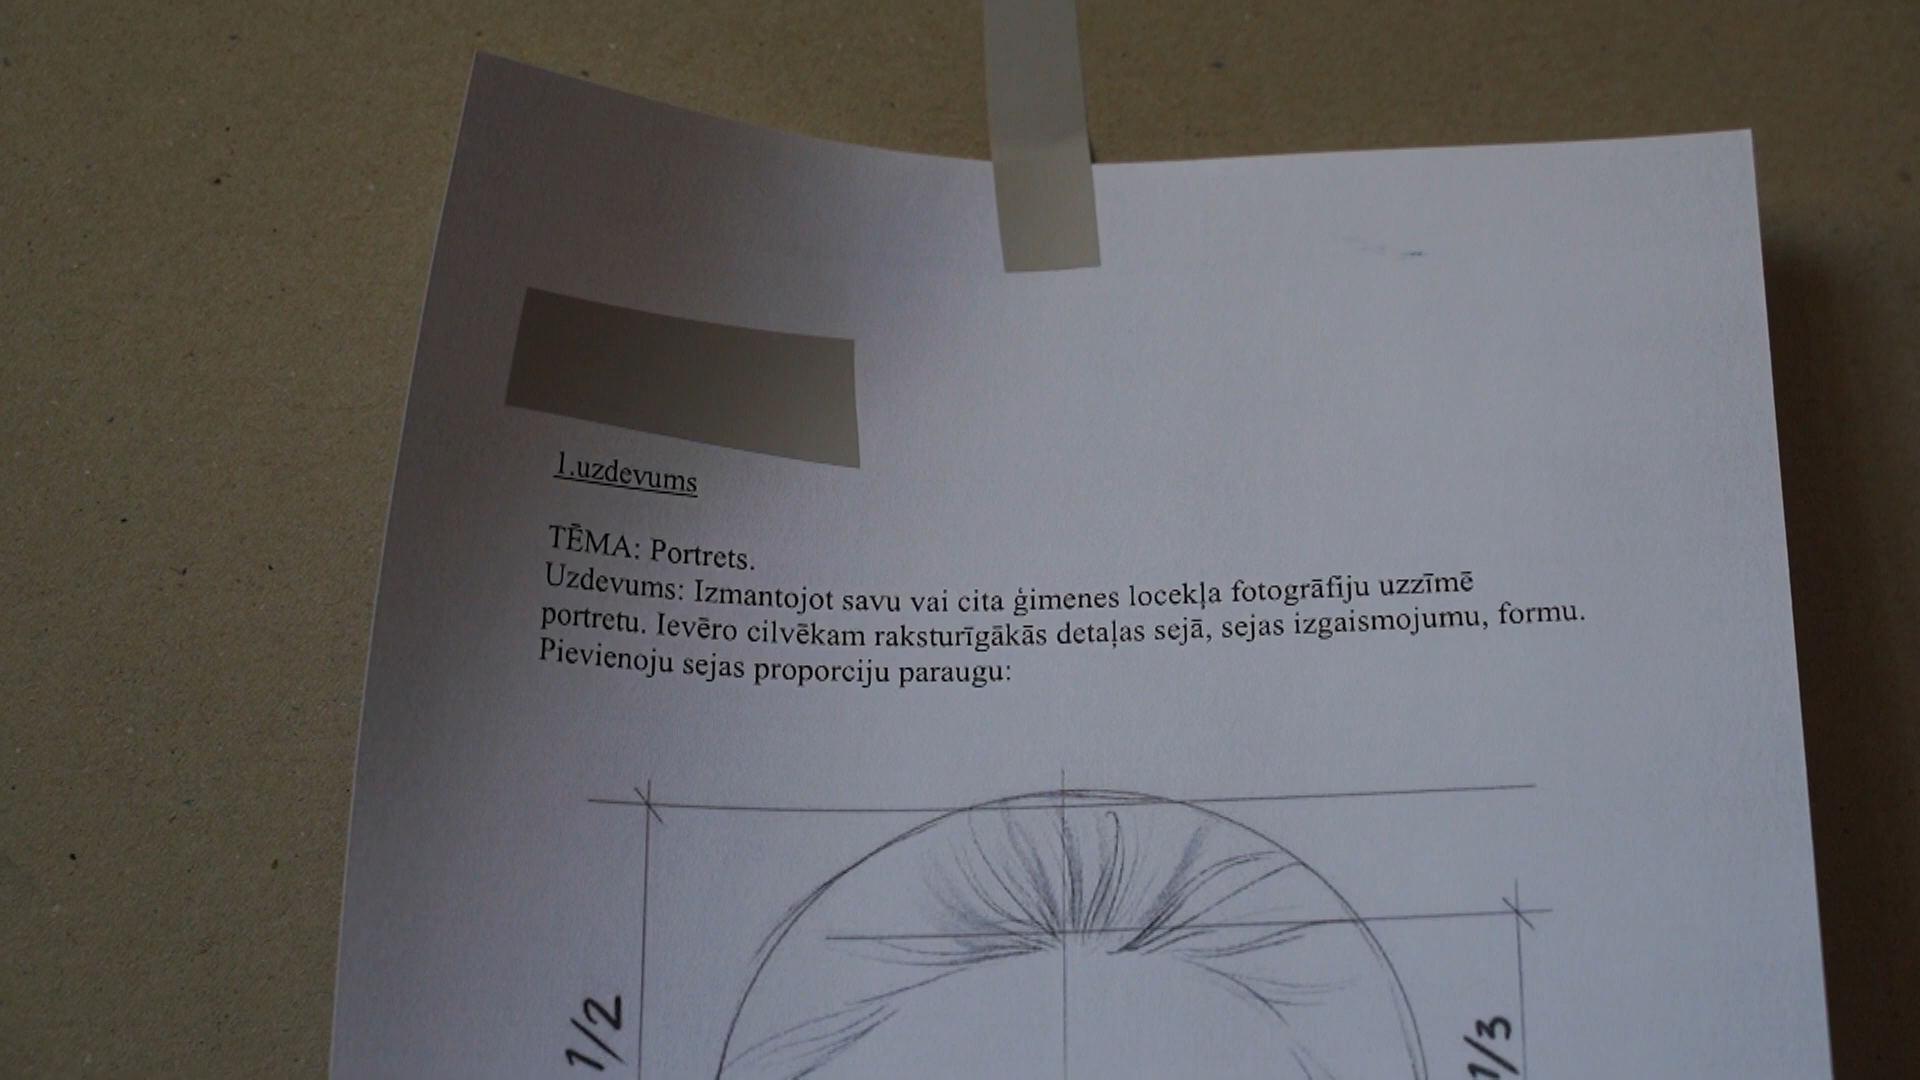 1.uzdevums
TĒMA: Portrets.
Uzdevums: Izmantojot savu vai cita ģimenes locekļa fotogrāfiju uzzīmē
portretu. Ievēro cilvēkam raksturīgākās detaļas sejā, sejas izgaismojumu, formu.
Pievienoju sejas proporciju paraugu:
1/2
1/3